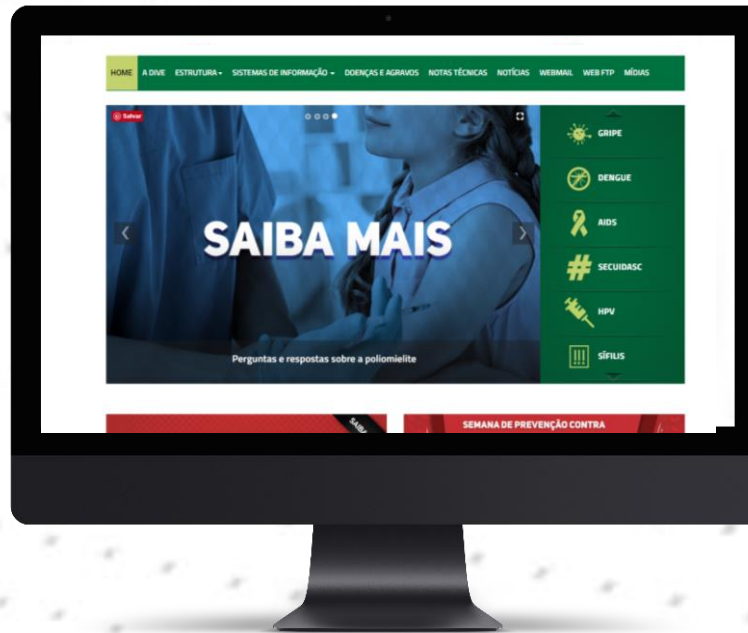 HOME A DIVE ESTRUTURA SISTEMAS DE INFORMAÇÃO DOENÇAS E AGRAVOS NOTAS TÉCNICAS NOTÍCIAS WEBMAIL WEB FTP MÍDIAS
Salvar
SAIBA MAIS
Perguntas e respostas sobre a poliomielite
GRIPE
DENGUE
AIDS
# SECUIDASC
HPV
SÍFILIS
SAIBA
SEMANA DE PREVENÇÃO CONTRA